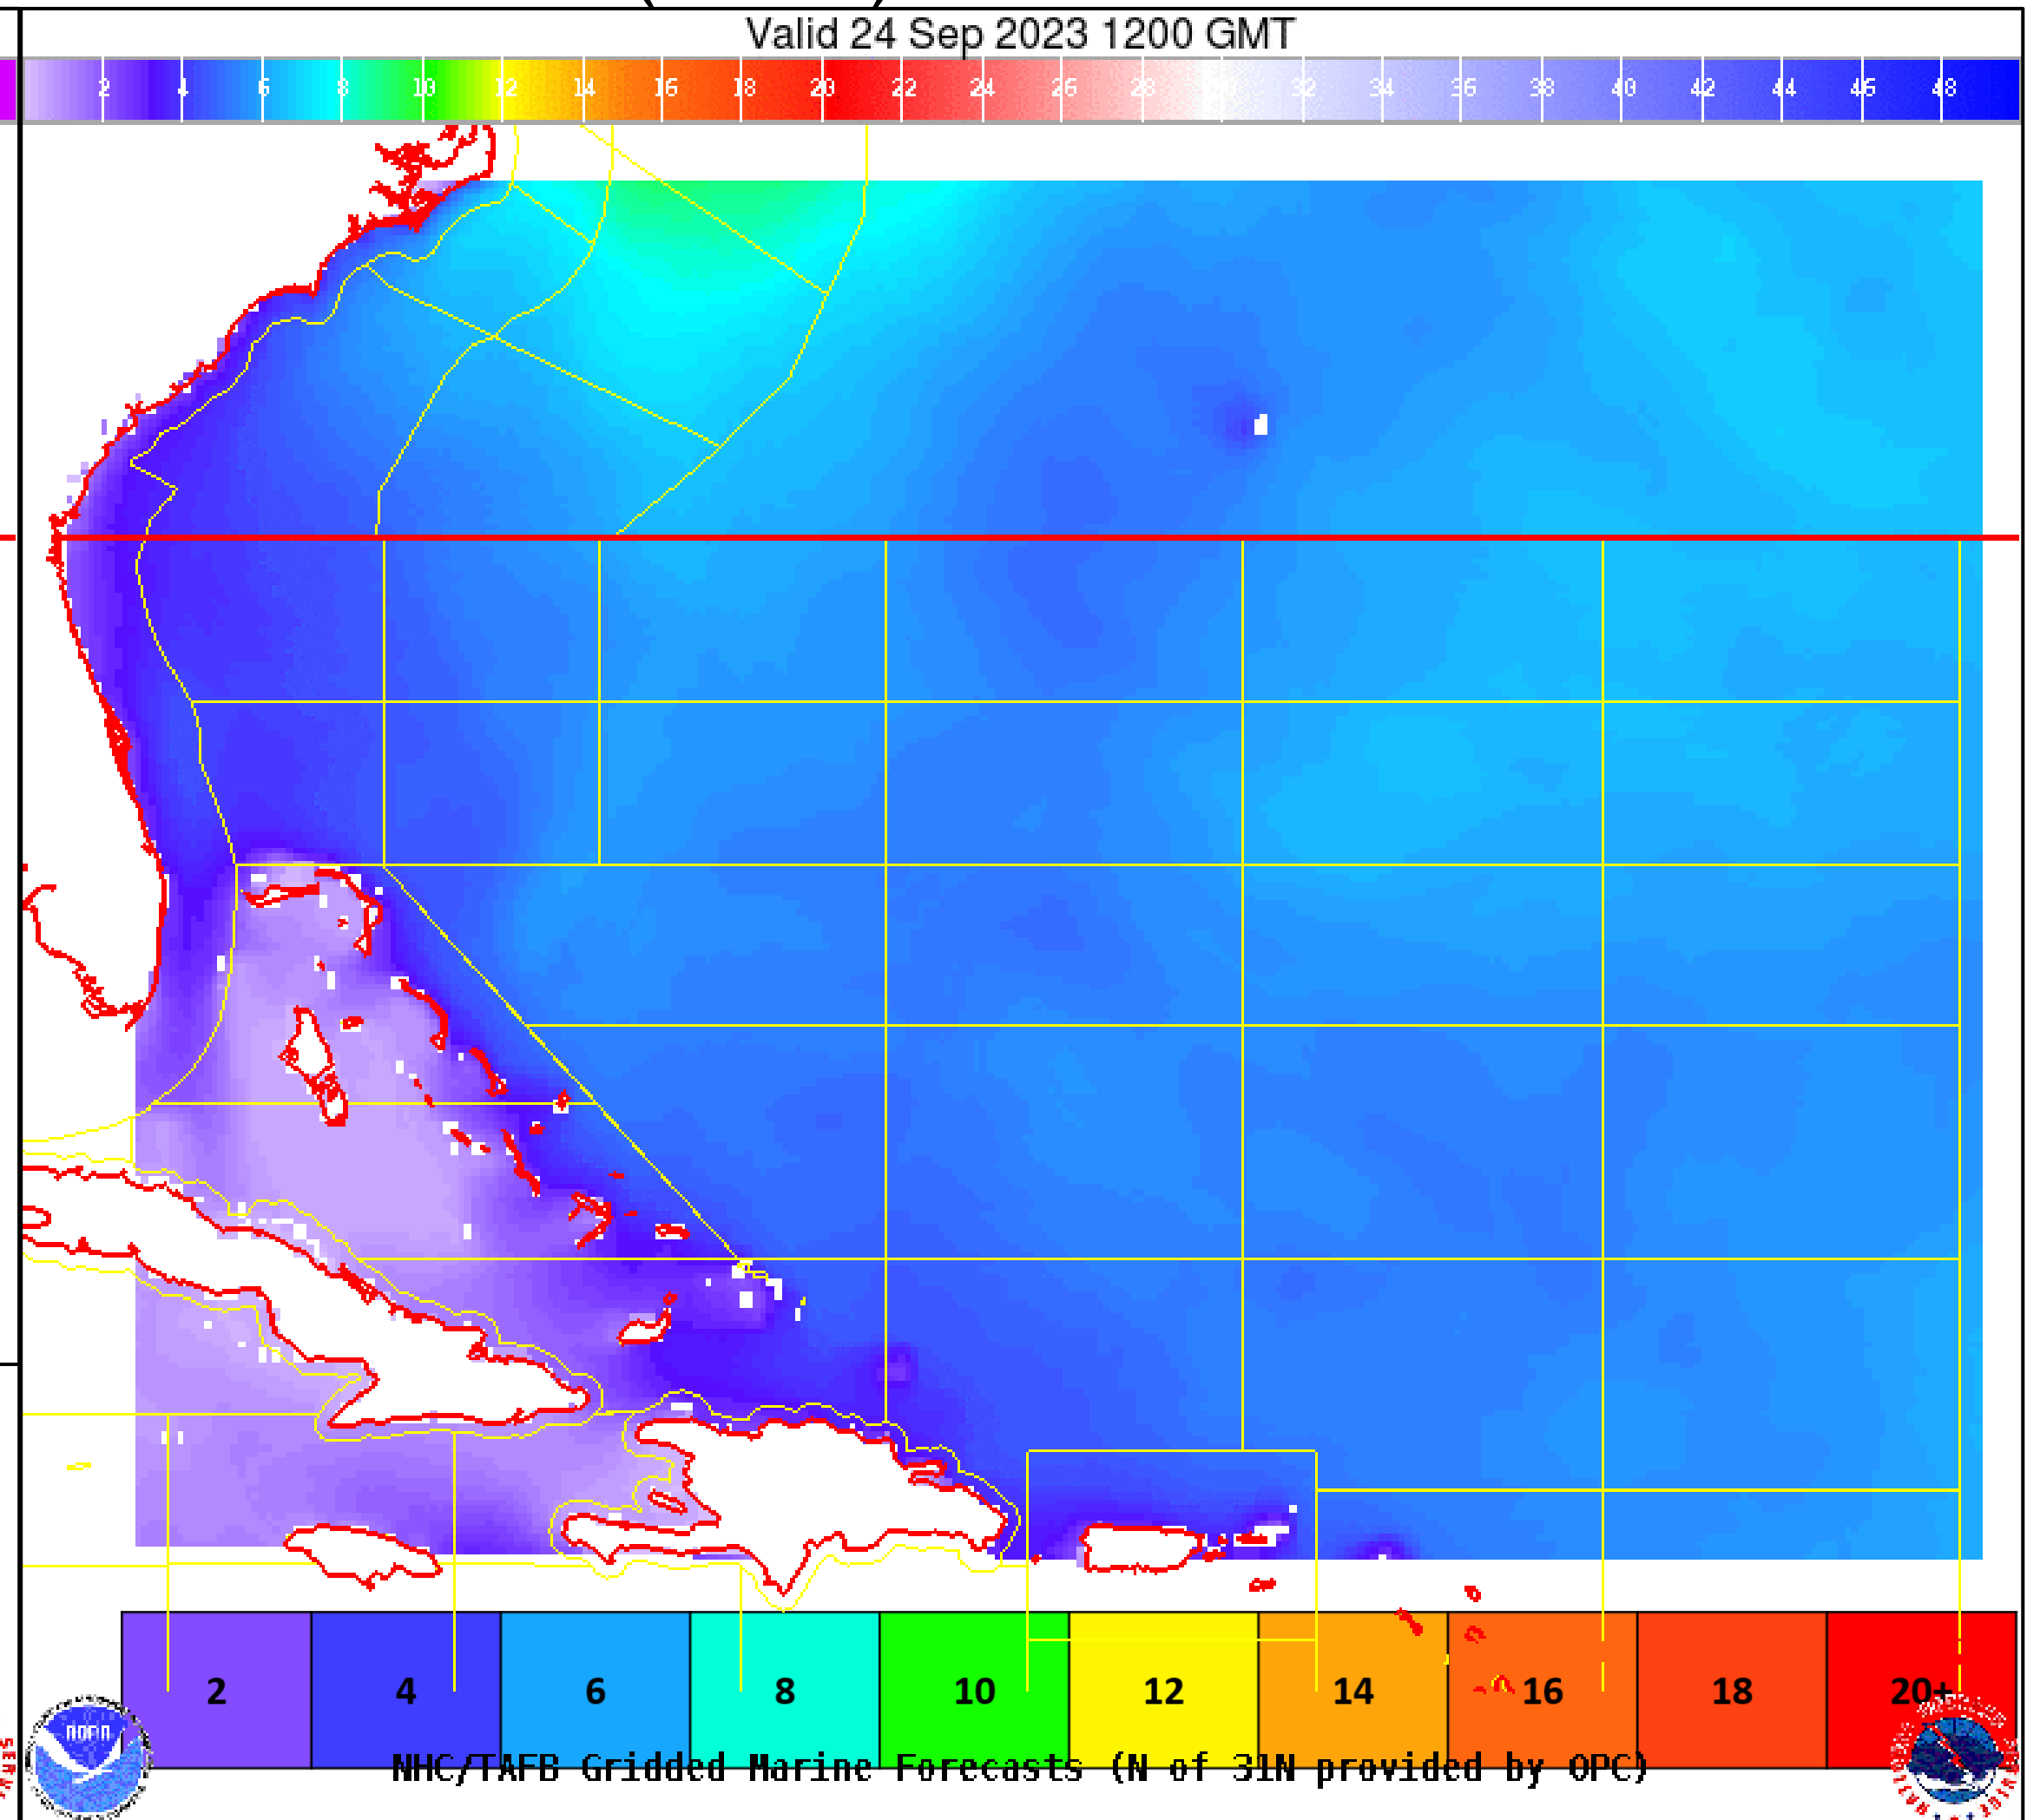 Valid 24 Sep 2023 1200 GMT
2 4 6 8 10 12 14 16 18 20 22 24 26 28 30 32 34 36 38 40 42 44 46 48
2 4 6 8 10 12 14 16 18 20+
noaa
NHC/TAFB Gridded Marine Forecasts (N of 31N provided by OPC)